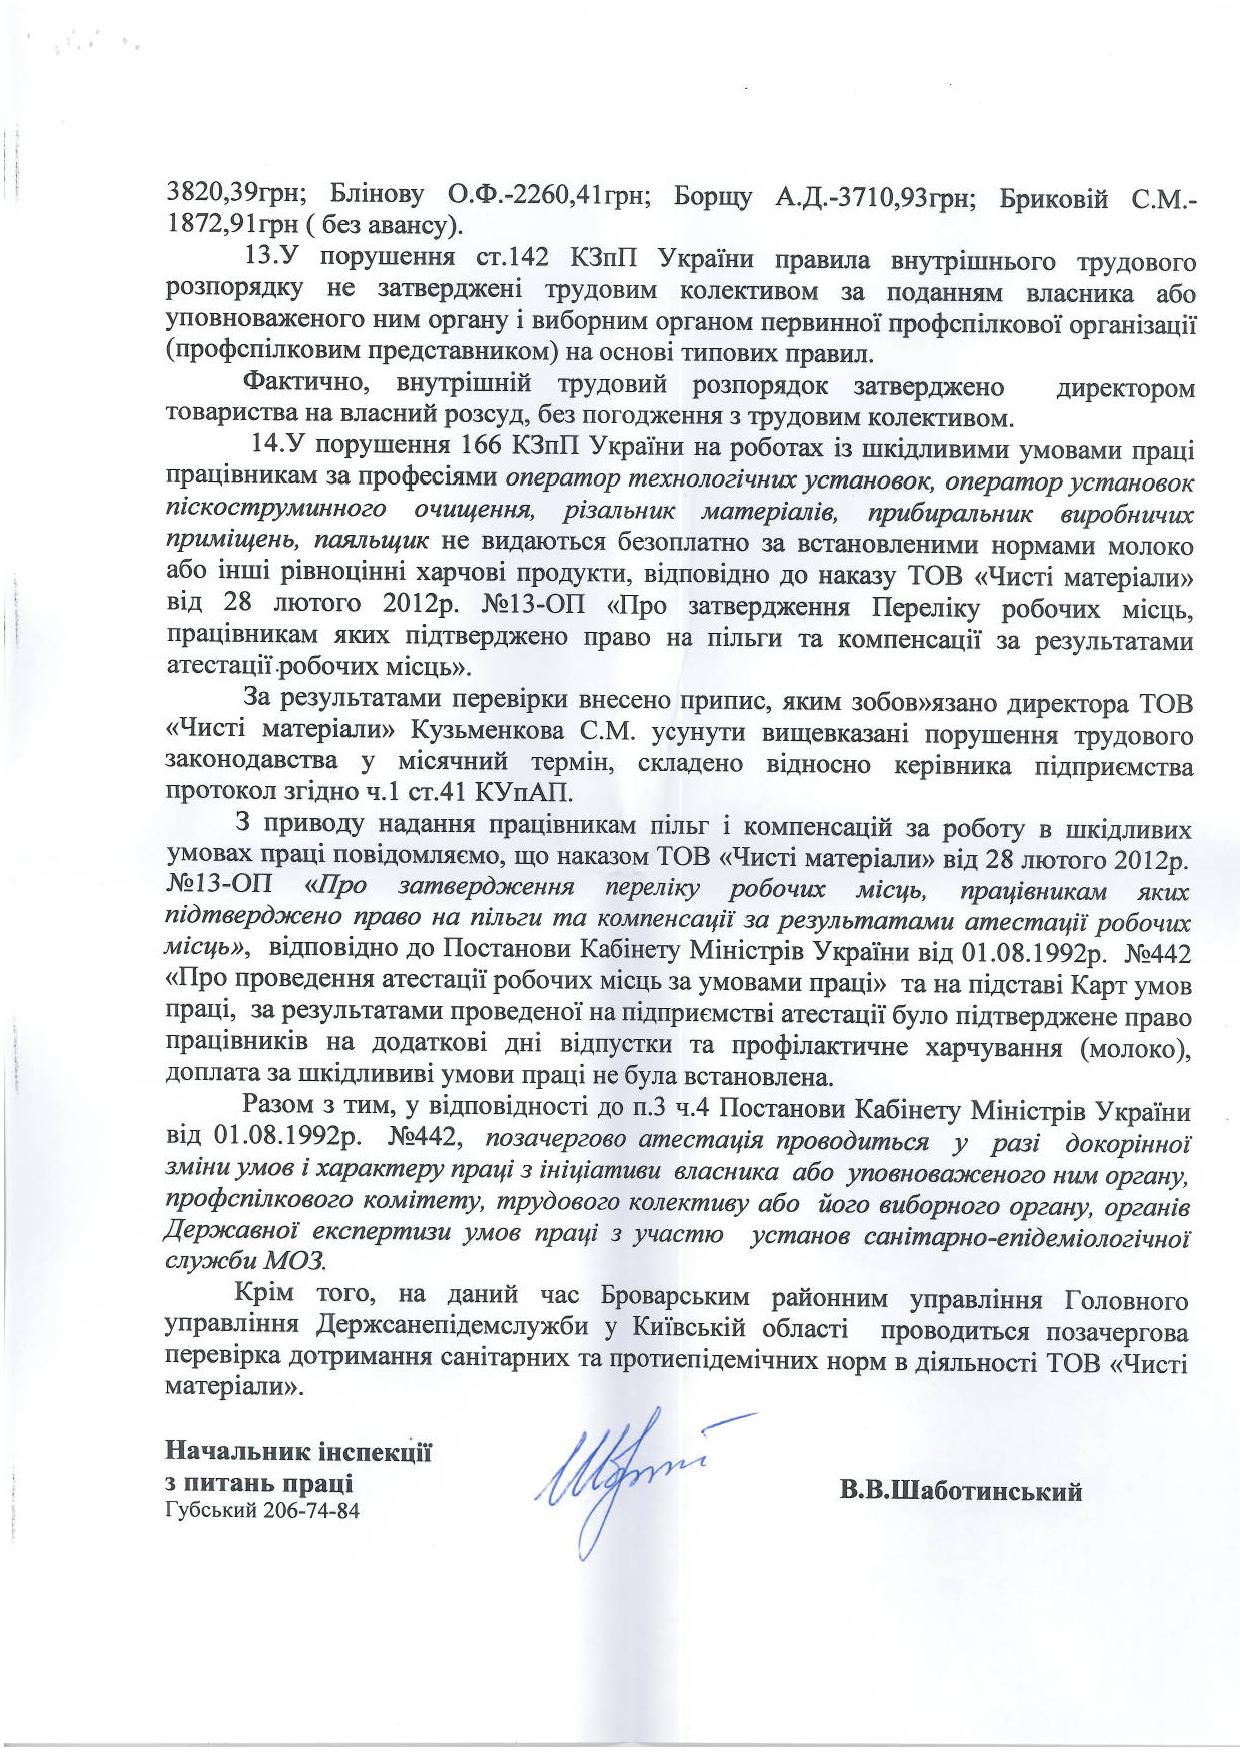 3820,39грн; Блінову О.Ф.-2260,41грн; Борщу А.Д.-3710,93грн; Бриковій С.М.-
1872,91грн ( без авансу).
13.У порушення ст.142 КЗпП України правила внутрішнього трудового
розпорядку не затверджені трудовим колективом за поданням власника або
уповноваженого ним органу і виборним органом первинної профспілкової організації
(профспілковим представником) на основі типових правил.
Фактично, внутрішній трудовий розпорядок затверджено директором
товариства на власний розсуд, без погодження з трудовим колективом.
14.У порушення 166 КЗпП України на роботах із шкідливими умовами праці
працівникам за професіями оператор технологічних установок, оператор установок
піскоструминного очищення, різальник матеріалів, прибиральник виробничих
приміщень, паяльщик не видаються безоплатно за встановленими нормами молоко
або інші рівноцінні харчові продукти, відповідно до наказу ТОВ «Чисті матеріали»
від 28 лютого 2012р. №13-ОП «Про затвердження Переліку робочих місць,
працівникам яких підтверджено право на пільги та компенсації за результатами
атестації робочих місць».
За результатами перевірки внесено припис, яким зобов»язано директора ТОВ
«Чисті матеріали» Кузьменкова С.М. усунути вищевказані порушення трудового
законодавства у місячний термін, складено відносно керівника підприємства
протокол згідно ч.1 ст.41 КУпАП.
З приводу надання працівникам пільг і компенсацій за роботу в шкідливих
умовах праці повідомляємо, що наказом ТОВ «Чисті матеріали» від 28 лютого 2012р.
№13-ОП «Про затвердження переліку робочих місць, працівникам яких
підтверджено право на пільги та компенсації за результатами атестації робочих
місць», відповідно до Постанови Кабінету Міністрів України від 01.08.1992р. №442
«Про проведення атестації робочих місць за умовами праці» та на підставі Карт умов
праці, за результатами проведеної на підприємстві атестації було підтверджене право
працівників на додаткові дні відпустки та профілактичне харчування (молоко),
доплата за шкідлививі умови праці не була встановлена.
Разом з тим, у відповідності до п.3 ч.4 Постанови Кабінету Міністрів України
від 01.08.1992р. №442, позачергово атестація проводиться у разі докорінної
зміни умов і характеру праці з ініціативи власника або уповноваженого ним органу,
профспілкового комітету, трудового колективу або його виборного органу, органів
Державної експертизи умов праці з участю установ санітарно-епідеміологічної
служби МОЗ.
Крім того, на даний час Броварським районним управління Головного
управління Держсанепідемслужби у Київській області проводиться позачергова
перевірка дотримання санітарних та протиепідемічних норм в діяльності ТОВ «Чисті
матеріали».
Начальник інспекції
з питань праці
В.В.Шаботинський
Губський 206-74-84